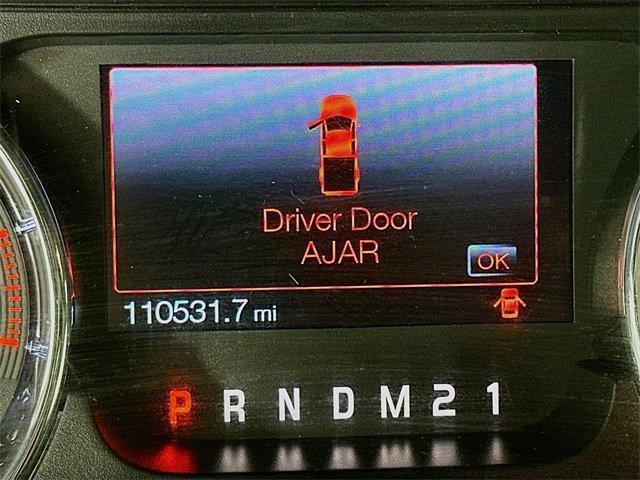 Driver Door
AJAR
OK
110531.7 mi
P R N D M 2 1